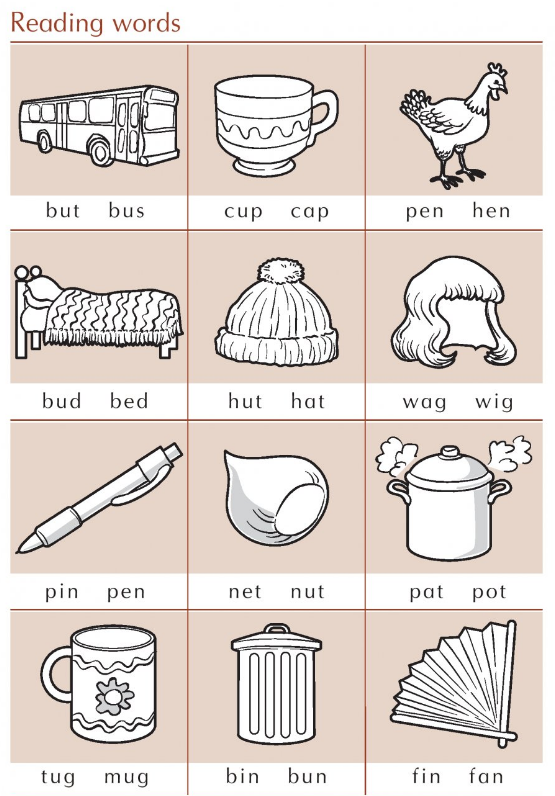 Reading words
but bus
cup cap
pen hen
bud bed
hut hat
wag wig
pin pen
net nut
pat pot
tug mug
bin bun
fin fan